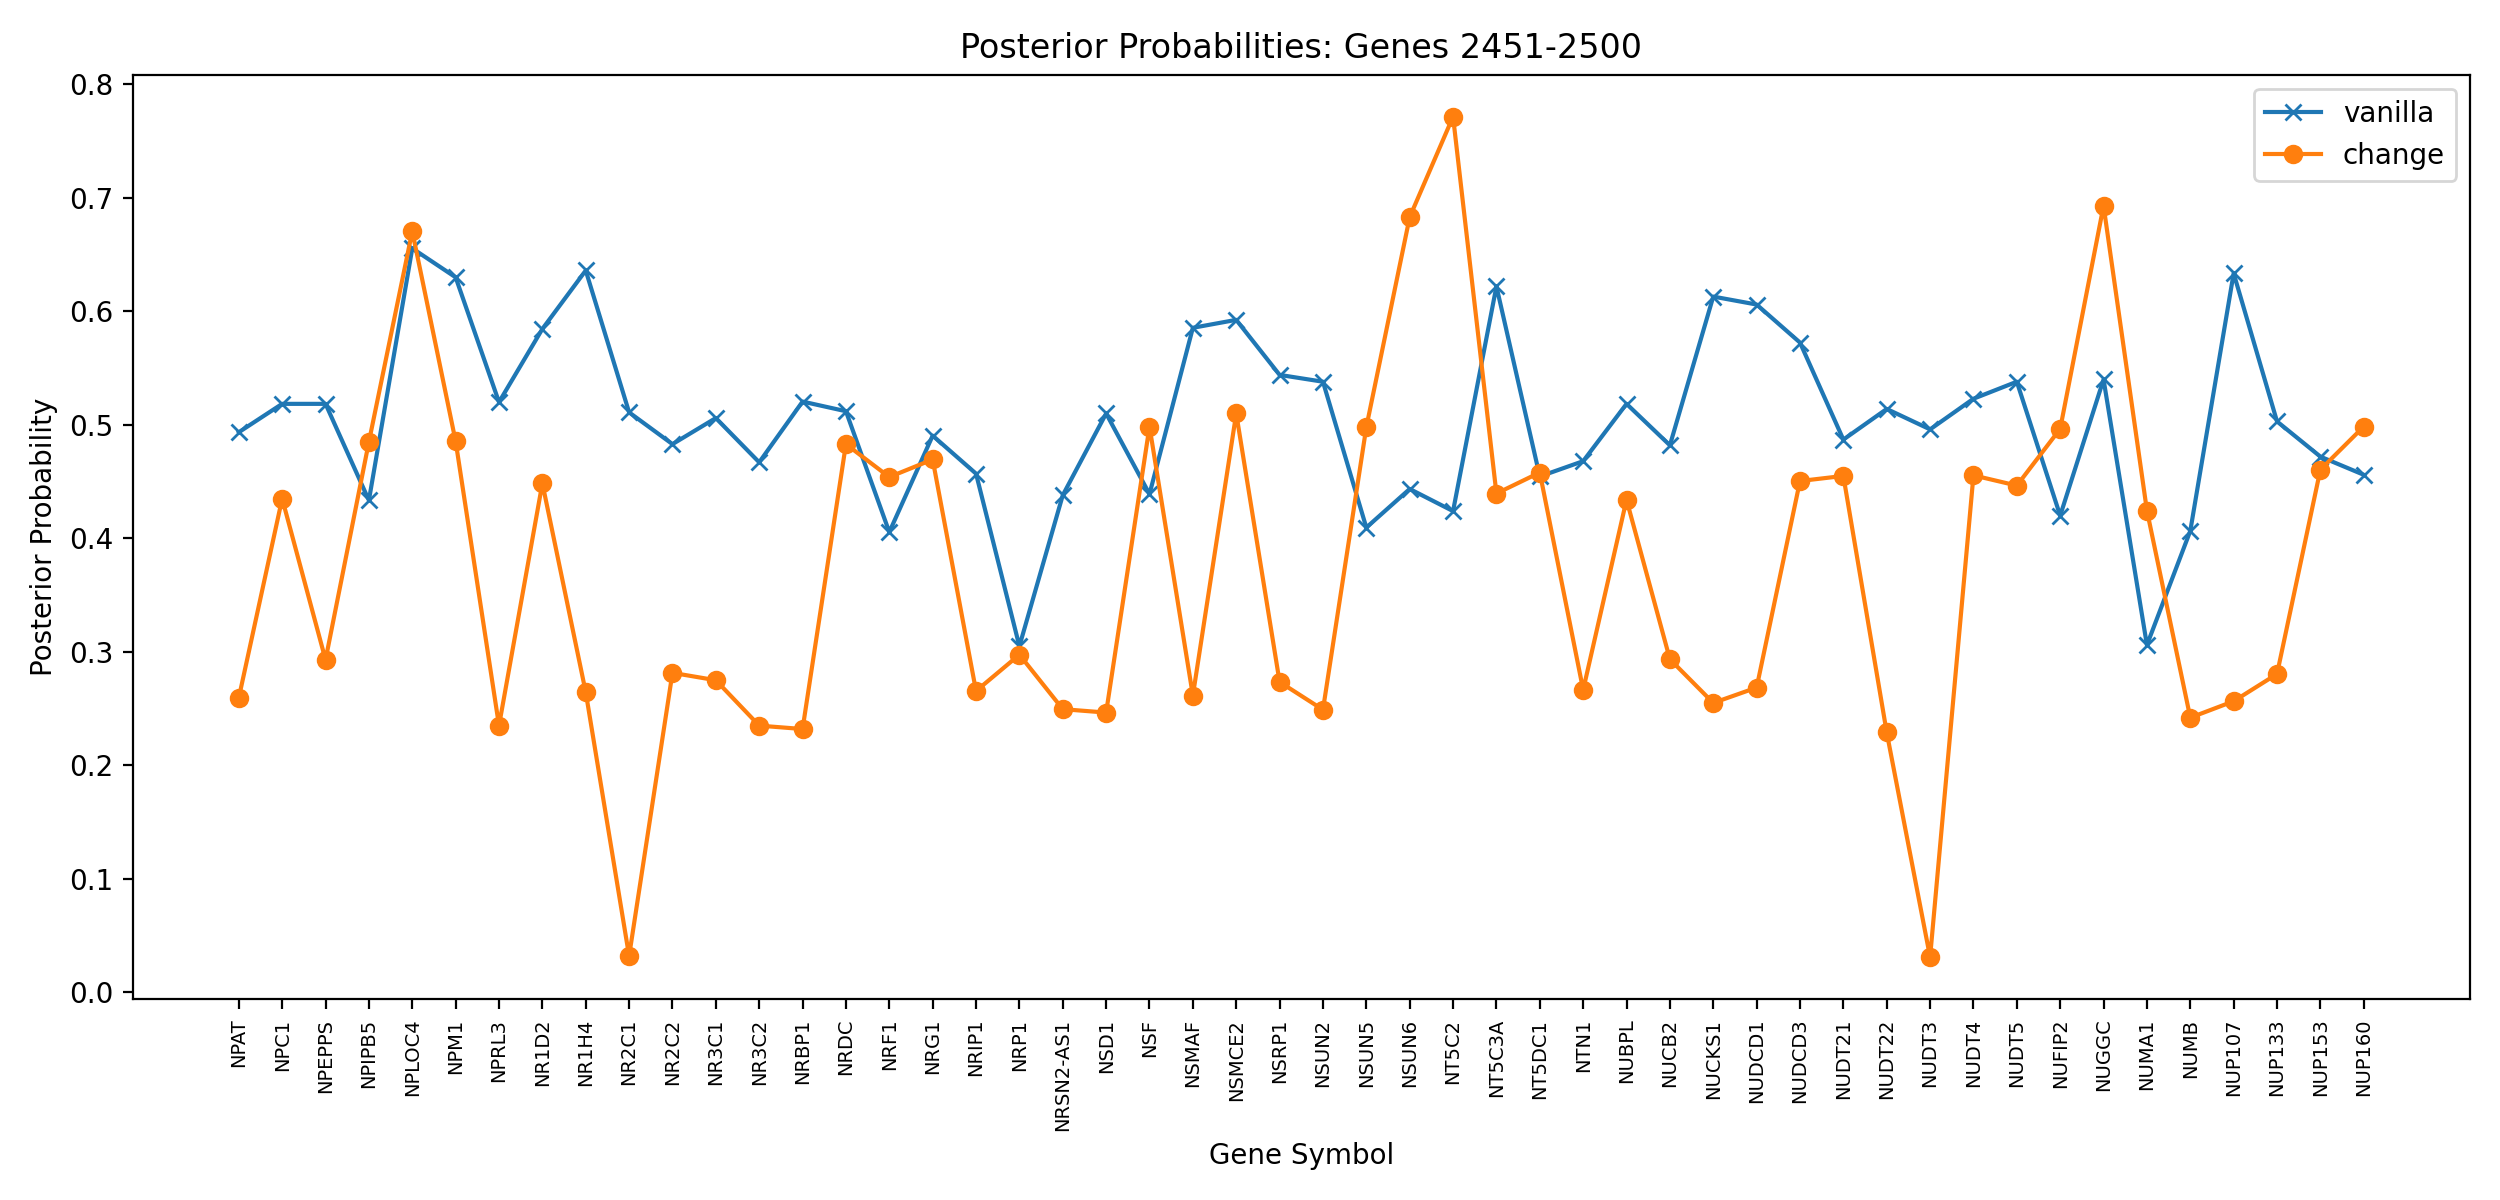 Posterior Probabilities: Genes 2451-2500
vanilla
change
Posterior Probability
0.8
0.7
0.6
0.5
0.4
0.3
0.2
0.1
0.0
NPAT
NPC1
NPEPPS
NPIPB5
NPLOC4
NPM1
NPRL3
NR1D2
NR1H4
NR2C1
NR2C2
NR3C1
NR3C2
NRBP1
NRDC
NRF1
NRG1
NRIP1
NRP1
NRSN2-AS1
NSD1
NSF
NSMAF
NSMCE2
NSRP1
NSUN2
NSUN5
NSUN6
NT5C2
NT5C3A
NT5DC1
NTN1
NUBPL
NUCB2
NUCKS1
NUDCD1
NUDCD3
NUDT21
NUDT22
NUDT3
NUDT4
NUDT5
NUFIP2
NUGGC
NUMA1
NUMB
NUP107
NUP133
NUP153
NUP160
Gene Symbol